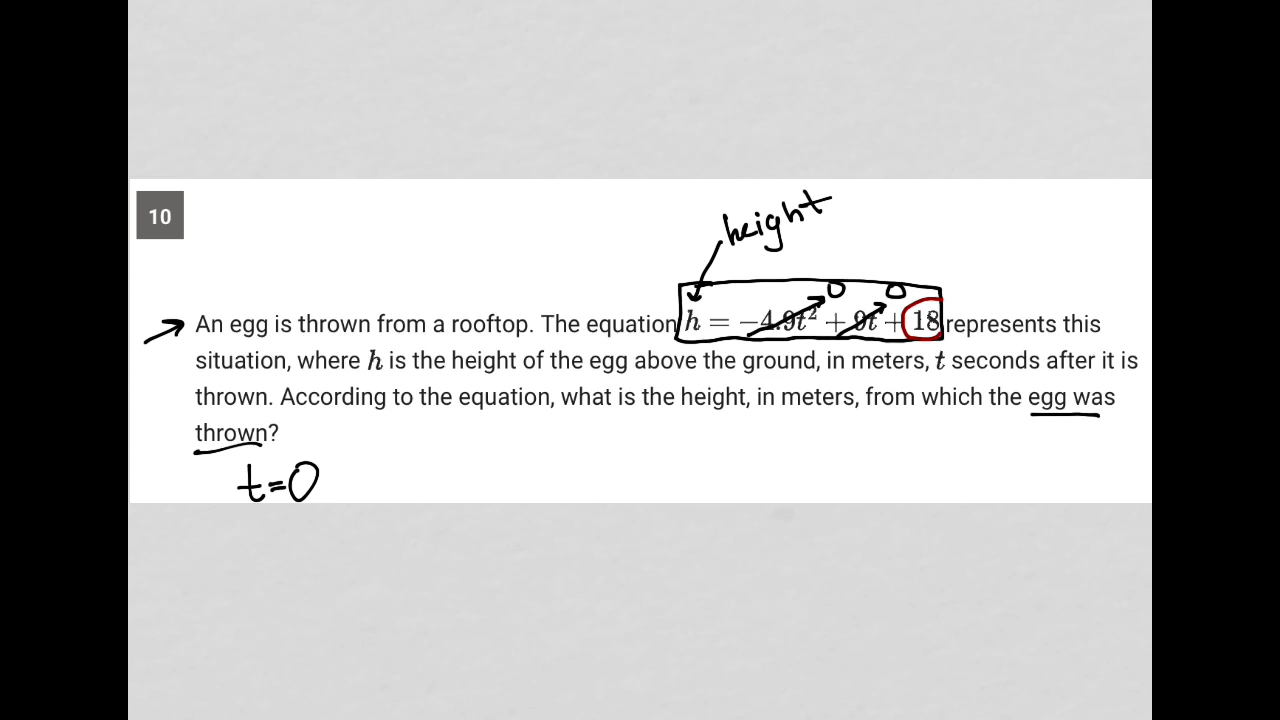 10
height
0 0
An egg is thrown from a rooftop. The equation h = −4.9t² + 9t + 18 represents this
situation, where h is the height of the egg above the ground, in meters, t seconds after it is
thrown. According to the equation, what is the height, in meters, from which the egg was
thrown?
t=0